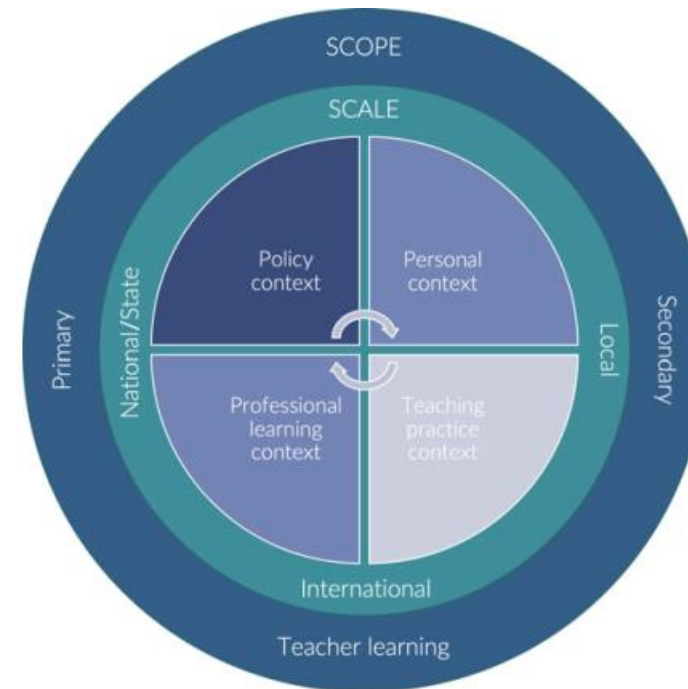 SCOPE
SCALE
Policy
context
Personal
context
National/State
Primary
Local
Secondary
Professional
learning
context
Teaching
practice
context
International
Teacher learning